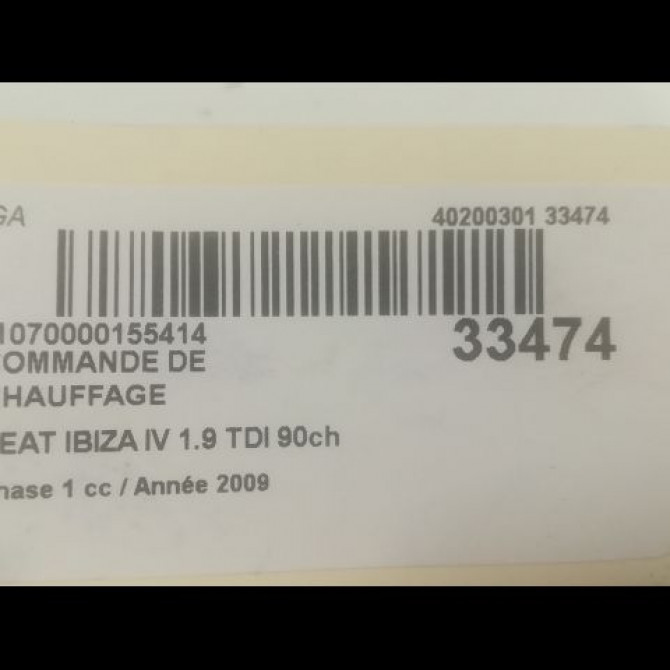 GA 40200301 33474
1070000155414 33474
OMMANDE DE
HAUFFAGE
EAT IBIZA IV 1.9 TDI 90ch
hase 1 cc / Année 2009